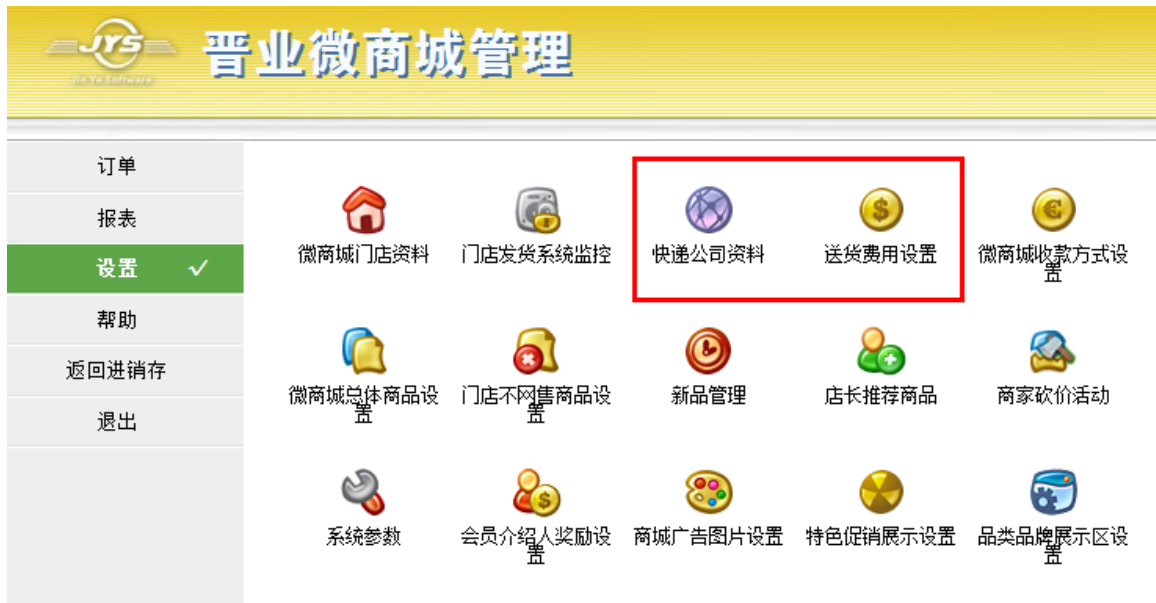 JYS
Jin Ye Software
晋业微商城管理
订单
报表
设置 ✓
帮助
返回进销存
退出
微商城门店资料 门店发货系统监控 快递公司资料 送货费用设置 微商城收款方式设
置
微商城总体商品设 门店不网售商品设 新品管理 店长推荐商品 商家砍价活动
置 置
系统参数 会员介绍人奖励设 商城广告图片设置 特色促销展示设置 品类品牌展示区设
置 置